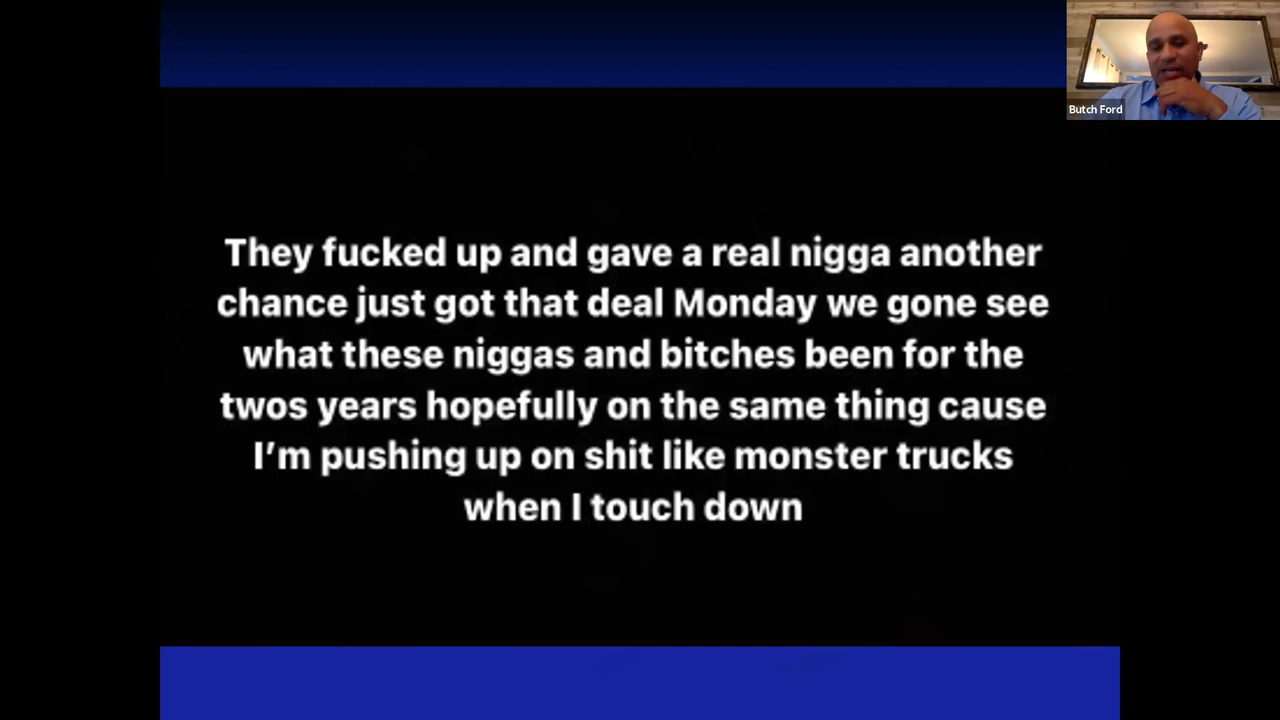 Butch Ford
They fucked up and gave a real nigga another
chance just got that deal Monday we gone see
what these niggas and bitches been for the
twos years hopefully on the same thing cause
I'm pushing up on shit like monster trucks
when I touch down